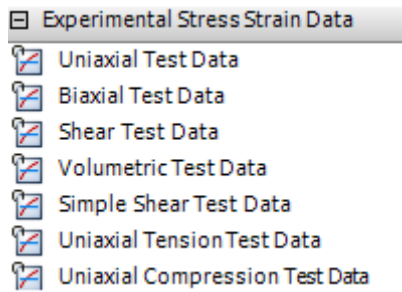 Experimental Stress Strain Data
Uniaxial Test Data
Biaxial Test Data
Shear Test Data
Volumetric Test Data
Simple Shear Test Data
Uniaxial Tension Test Data
Uniaxial Compression Test Data